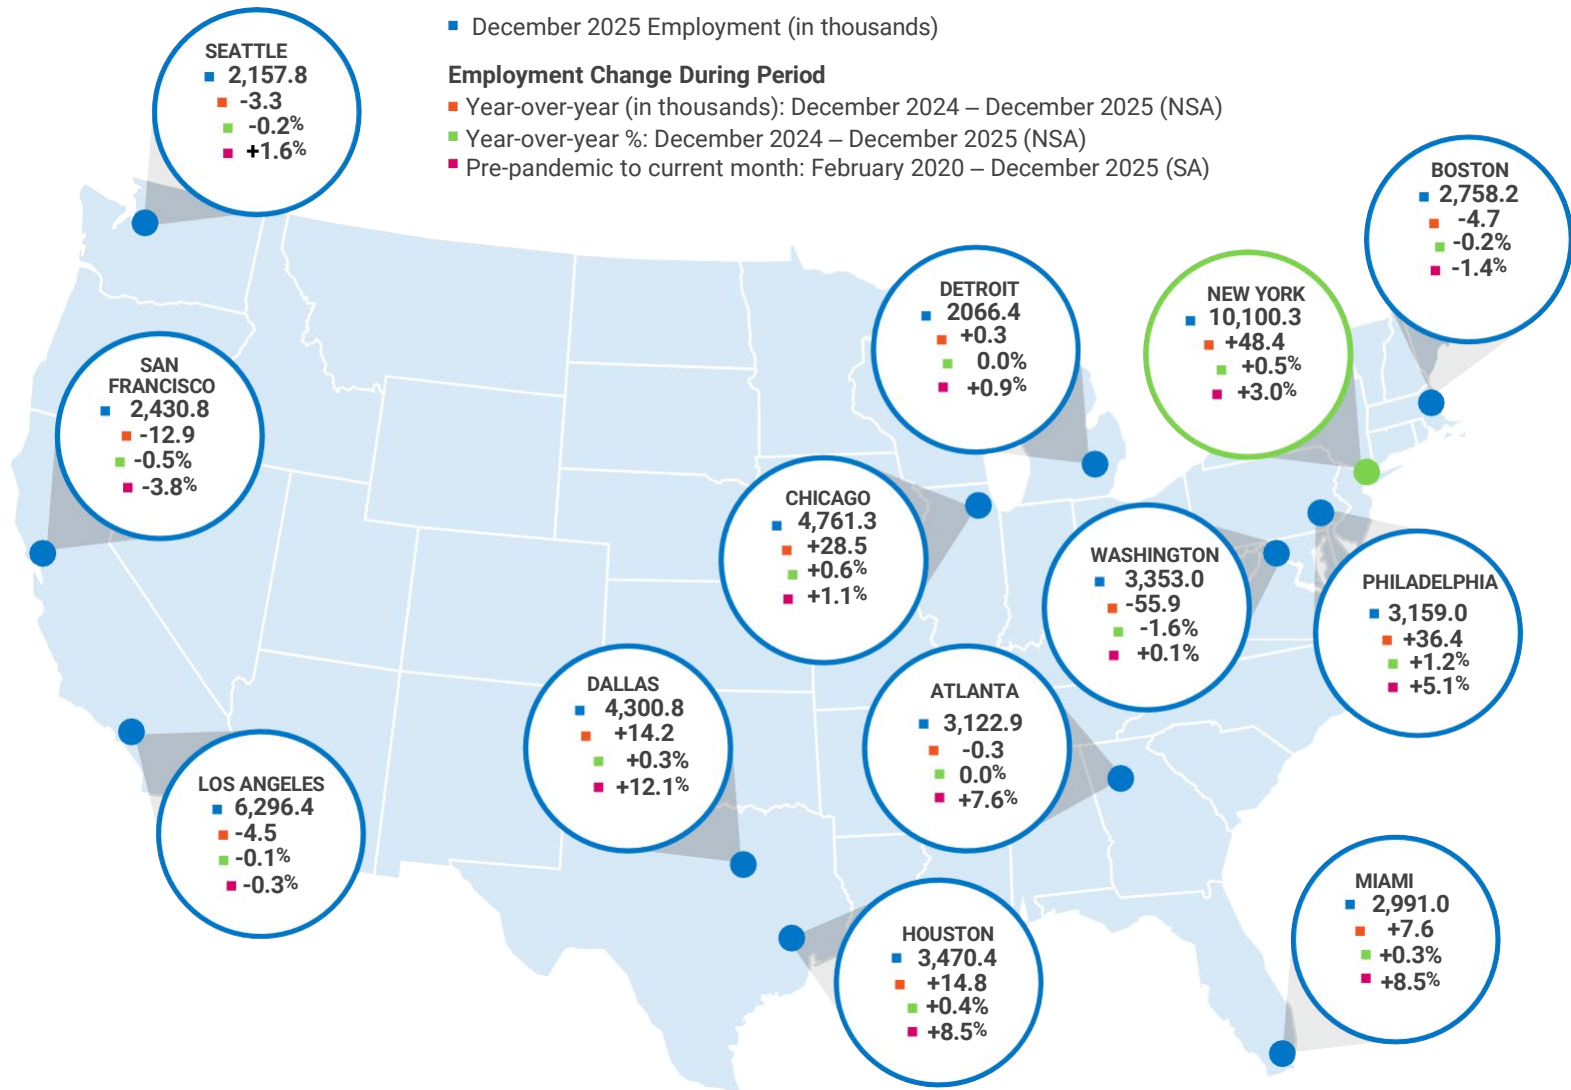 December 2025 Employment (in thousands)
Employment Change During Period
Year-over-year (in thousands): December 2024 – December 2025 (NSA)
Year-over-year %: December 2024 – December 2025 (NSA)
Pre-pandemic to current month: February 2020 – December 2025 (SA)
SEATTLE
2,157.8
-3.3
-0.2%
+1.6%
BOSTON
2,758.2
-4.7
-0.2%
-1.4%
DETROIT
2066.4
+0.3
0.0%
+0.9%
NEW YORK
10,100.3
+48.4
+0.5%
+3.0%
SAN
FRANCISCO
2,430.8
-12.9
-0.5%
-3.8%
CHICAGO
4,761.3
+28.5
+0.6%
+1.1%
WASHINGTON
3,353.0
-55.9
-1.6%
+0.1%
PHILADELPHIA
3,159.0
+36.4
+1.2%
+5.1%
DALLAS
4,300.8
+14.2
+0.3%
+12.1%
ATLANTA
3,122.9
-0.3
0.0%
+7.6%
LOS ANGELES
6,296.4
-4.5
-0.1%
-0.3%
HOUSTON
3,470.4
+14.8
+0.4%
+8.5%
MIAMI
2,991.0
+7.6
+0.3%
+8.5%